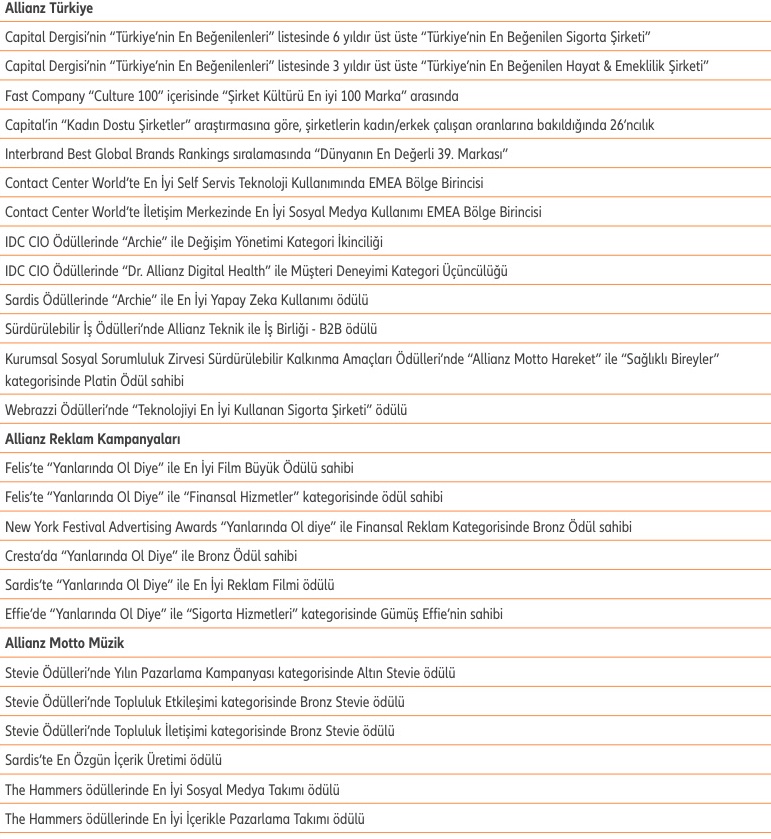 Allianz Türkiye
Capital Dergisi’nin “Türkiye’nin En Beğenilenleri” listesinde 6 yıldır üst üste “Türkiye’nin En Beğenilen Sigorta Şirketi”
Capital Dergisi’nin “Türkiye’nin En Beğenilenleri” listesinde 3 yıldır üst üste “Türkiye’nin En Beğenilen Hayat & Emeklilik Şirketi”
Fast Company “Culture 100” içerisinde “Şirket Kültürü En iyi 100 Marka” arasında
Capital’in “Kadın Dostu Şirketler” araştırmasına göre, şirketlerin kadın/erkek çalışan oranlarına bakıldığında 26’ncılık
Interbrand Best Global Brands Rankings sıralamasında “Dünyanın En Değerli 39. Markası”
Contact Center World’te En İyi Self Servis Teknoloji Kullanımında EMEA Bölge Birincisi
Contact Center World’te İletişim Merkezinde En İyi Sosyal Medya Kullanımı EMEA Bölge Birincisi
IDC CIO Ödüllerinde “Archie” ile Değişim Yönetimi Kategori İkinciliği
IDC CIO Ödüllerinde “Dr. Allianz Digital Health” ile Müşteri Deneyimi Kategori Üçüncülüğü
Sardis Ödüllerinde “Archie” ile En İyi Yapay Zeka Kullanımı ödülü
Sürdürülebilir İş Ödülleri’nde Allianz Teknik ile İş Birliği - B2B ödülü
Kurumsal Sosyal Sorumluluk Zirvesi Sürdürülebilir Kalkınma Amaçları Ödülleri’nde “Allianz Motto Hareket” ile “Sağlıklı Bireyler”
kategorisinde Platin Ödül sahibi
Webrazzi Ödülleri’nde “Teknolojiyi En İyi Kullanan Sigorta Şirketi” ödülü
Allianz Reklam Kampanyaları
Felis’te “Yanlarında Ol Diye” ile En İyi Film Büyük Ödülü sahibi
Felis’te “Yanlarında Ol Diye” ile “Finansal Hizmetler” kategorisinde ödül sahibi
New York Festival Advertising Awards “Yanlarında Ol diye” ile Finansal Reklam Kategorisinde Bronz Ödül sahibi
Cresta’da “Yanlarında Ol Diye” ile Bronz Ödül sahibi
Sardis’te “Yanlarında Ol Diye” ile En İyi Reklam Filmi ödülü
Effie’de “Yanlarında Ol Diye” ile “Sigorta Hizmetleri” kategorisinde Gümüş Effie’nin sahibi
Allianz Motto Müzik
Stevie Ödülleri’nde Yılın Pazarlama Kampanyası kategorisinde Altın Stevie ödülü
Stevie Ödülleri’nde Topluluk Etkileşimi kategorisinde Bronz Stevie ödülü
Stevie Ödülleri’nde Topluluk İletişimi kategorisinde Bronz Stevie ödülü
Sardis’te En Özgün İçerik Üretimi ödülü
The Hammers ödüllerinde En İyi Sosyal Medya Takımı ödülü
The Hammers ödüllerinde En İyi İçerikle Pazarlama Takımı ödülü